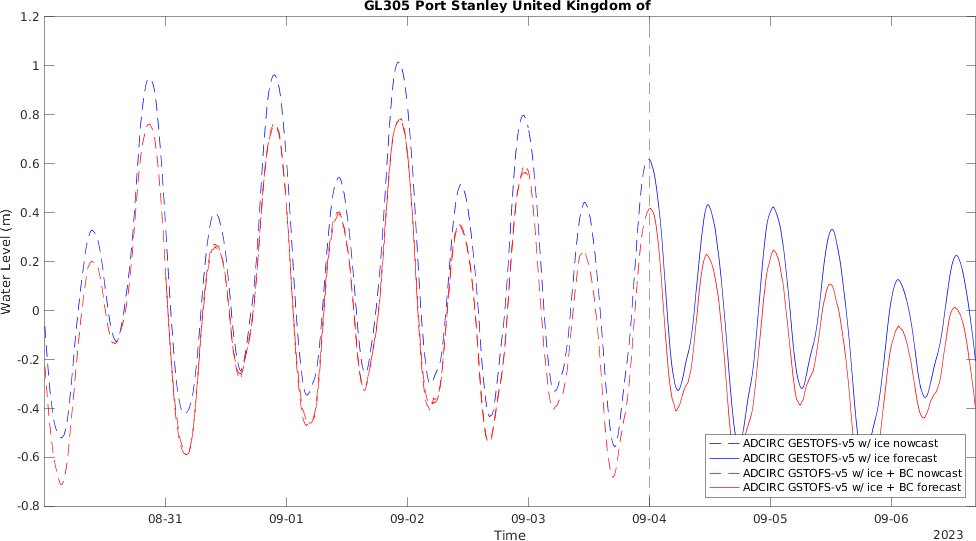 GL305 Port Stanley United Kingdom of
1.2
1
0.8
0.6
0.4
0.2
0
-0.2
-0.4
-0.6
-0.8
Water Level (m)
08-31
09-01
09-02
09-03
09-04
09-05
09-06
Time
2023
ADCIRC GESTOFS-v5 w/ ice nowcast
ADCIRC GESTOFS-v5 w/ ice forecast
ADCIRC GSTOFS-v5 w/ ice + BC nowcast
ADCIRC GSTOFS-v5 w/ ice + BC forecast